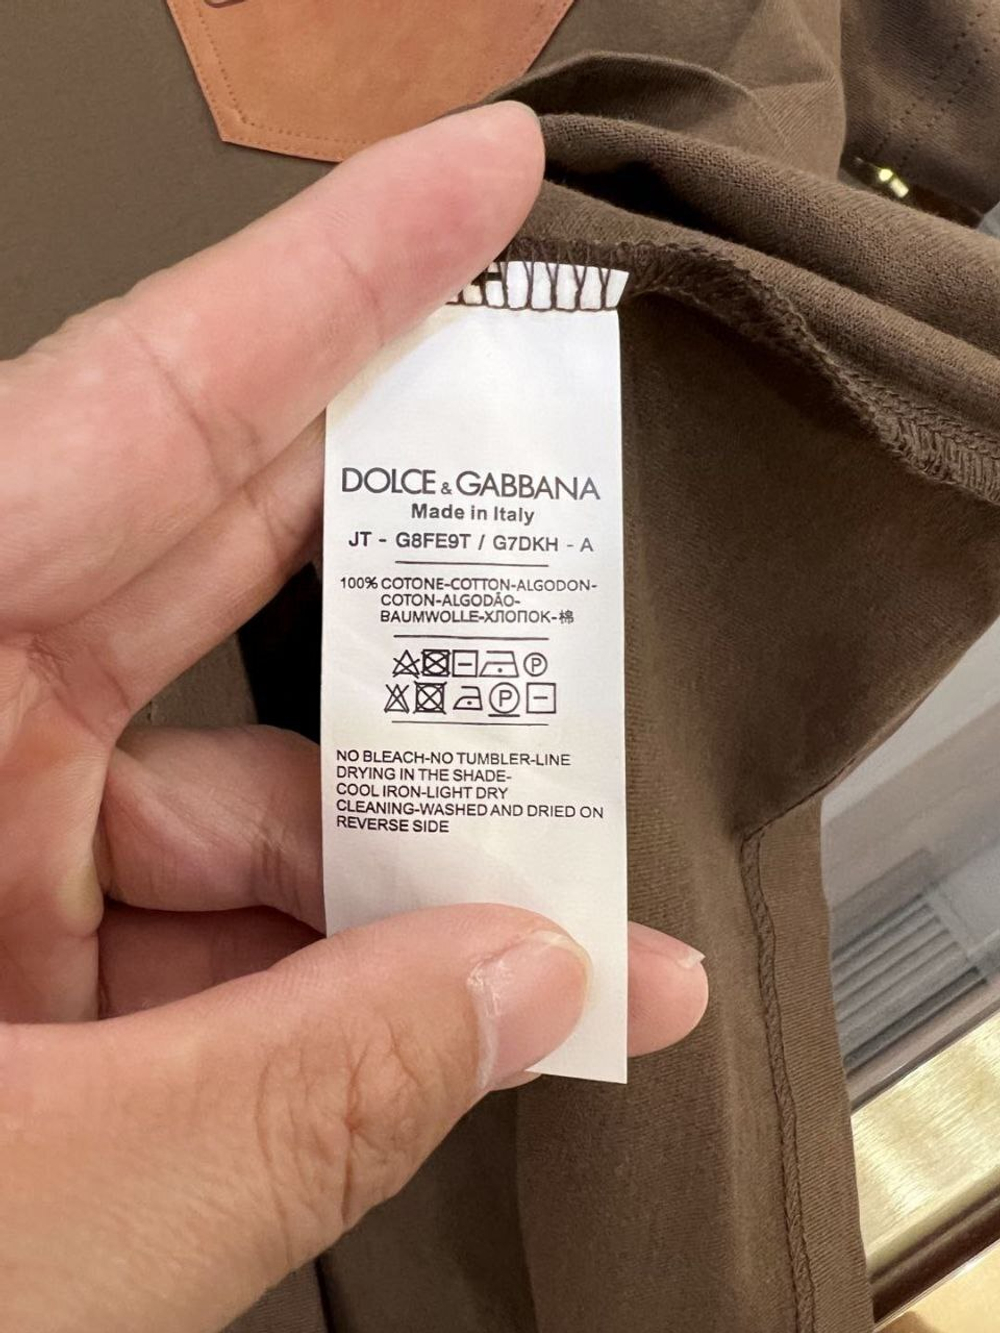 DOLCE & GABBANA
Made in Italy
JT - G8FE9T / G7DKH - A
100% COTONE-COTTON-ALGODON-
COTON-ALGODÃO-
BAUMWOLLE-ХЛОПОК-棉
P
P
NO BLEACH-NO TUMBLER-LINE
DRYING IN THE SHADE-
COOL IRON-LIGHT DRY
CLEANING-WASHED AND DRIED ON
REVERSE SIDE